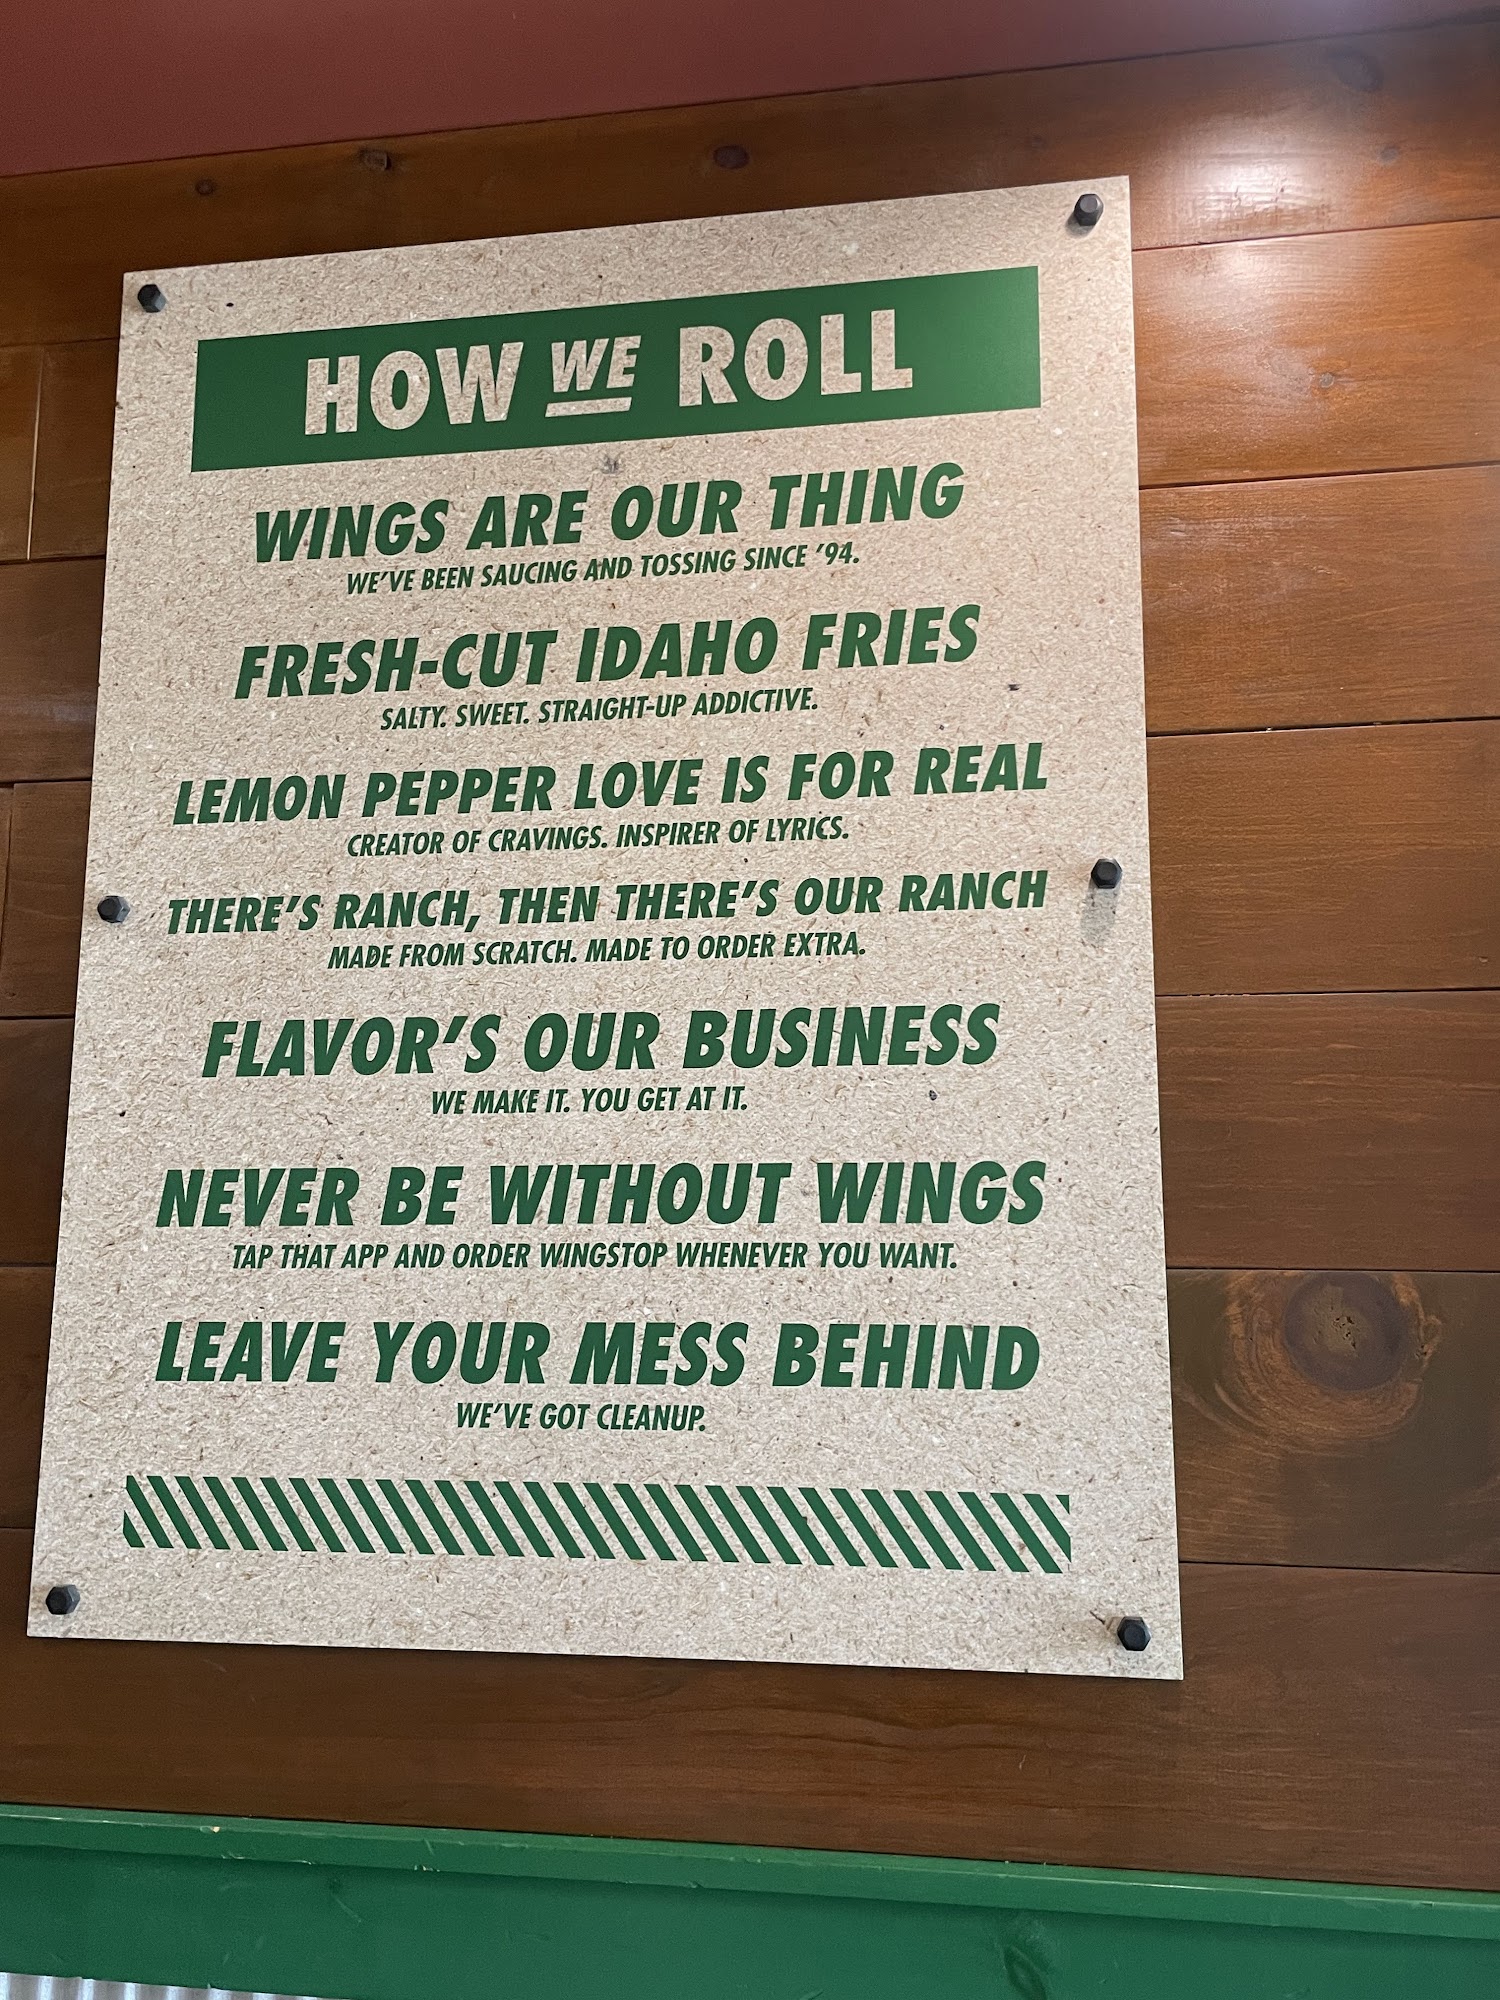 HOW WE ROLL
WINGS ARE OUR THING
WE'VE BEEN SAUCING AND TOSSING SINCE '94.
FRESH-CUT IDAHO FRIES
SALTY. SWEET. STRAIGHT-UP ADDICTIVE.
LEMON PEPPER LOVE IS FOR REAL
CREATOR OF CRAVINGS. INSPIRER OF LYRICS.
THERE'S RANCH, THEN THERE'S OUR RANCH
MADE FROM SCRATCH. MADE TO ORDER EXTRA.
FLAVOR'S OUR BUSINESS
WE MAKE IT. YOU GET AT IT.
NEVER BE WITHOUT WINGS
TAP THAT APP AND ORDER WINGSTOP WHENEVER YOU WANT.
LEAVE YOUR MESS BEHIND
WE'VE GOT CLEANUP.